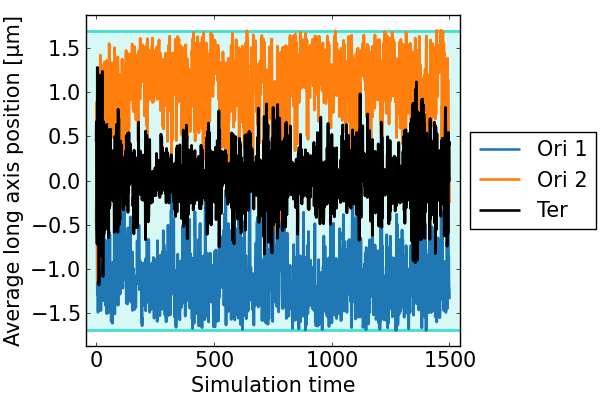 Average long axis position [µm]
1.5
1.0
0.5
0.0
−0.5
−1.0
−1.5
0
500
1000
1500
Simulation time
Ori 1
Ori 2
Ter